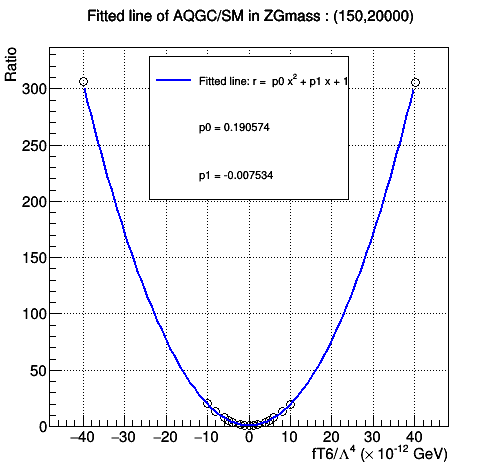 Fitted line of AQGC/SM in ZGmass : (150,20000)
Ratio
Fitted line: r = p0 x² + p1 x + 1
p0 = 0.190574
p1 = -0.007534
300
250
200
150
100
50
0
−40 −30 −20 −10 0 10 20 30 40
fT6/Λ⁴ (× 10⁻¹² GeV)